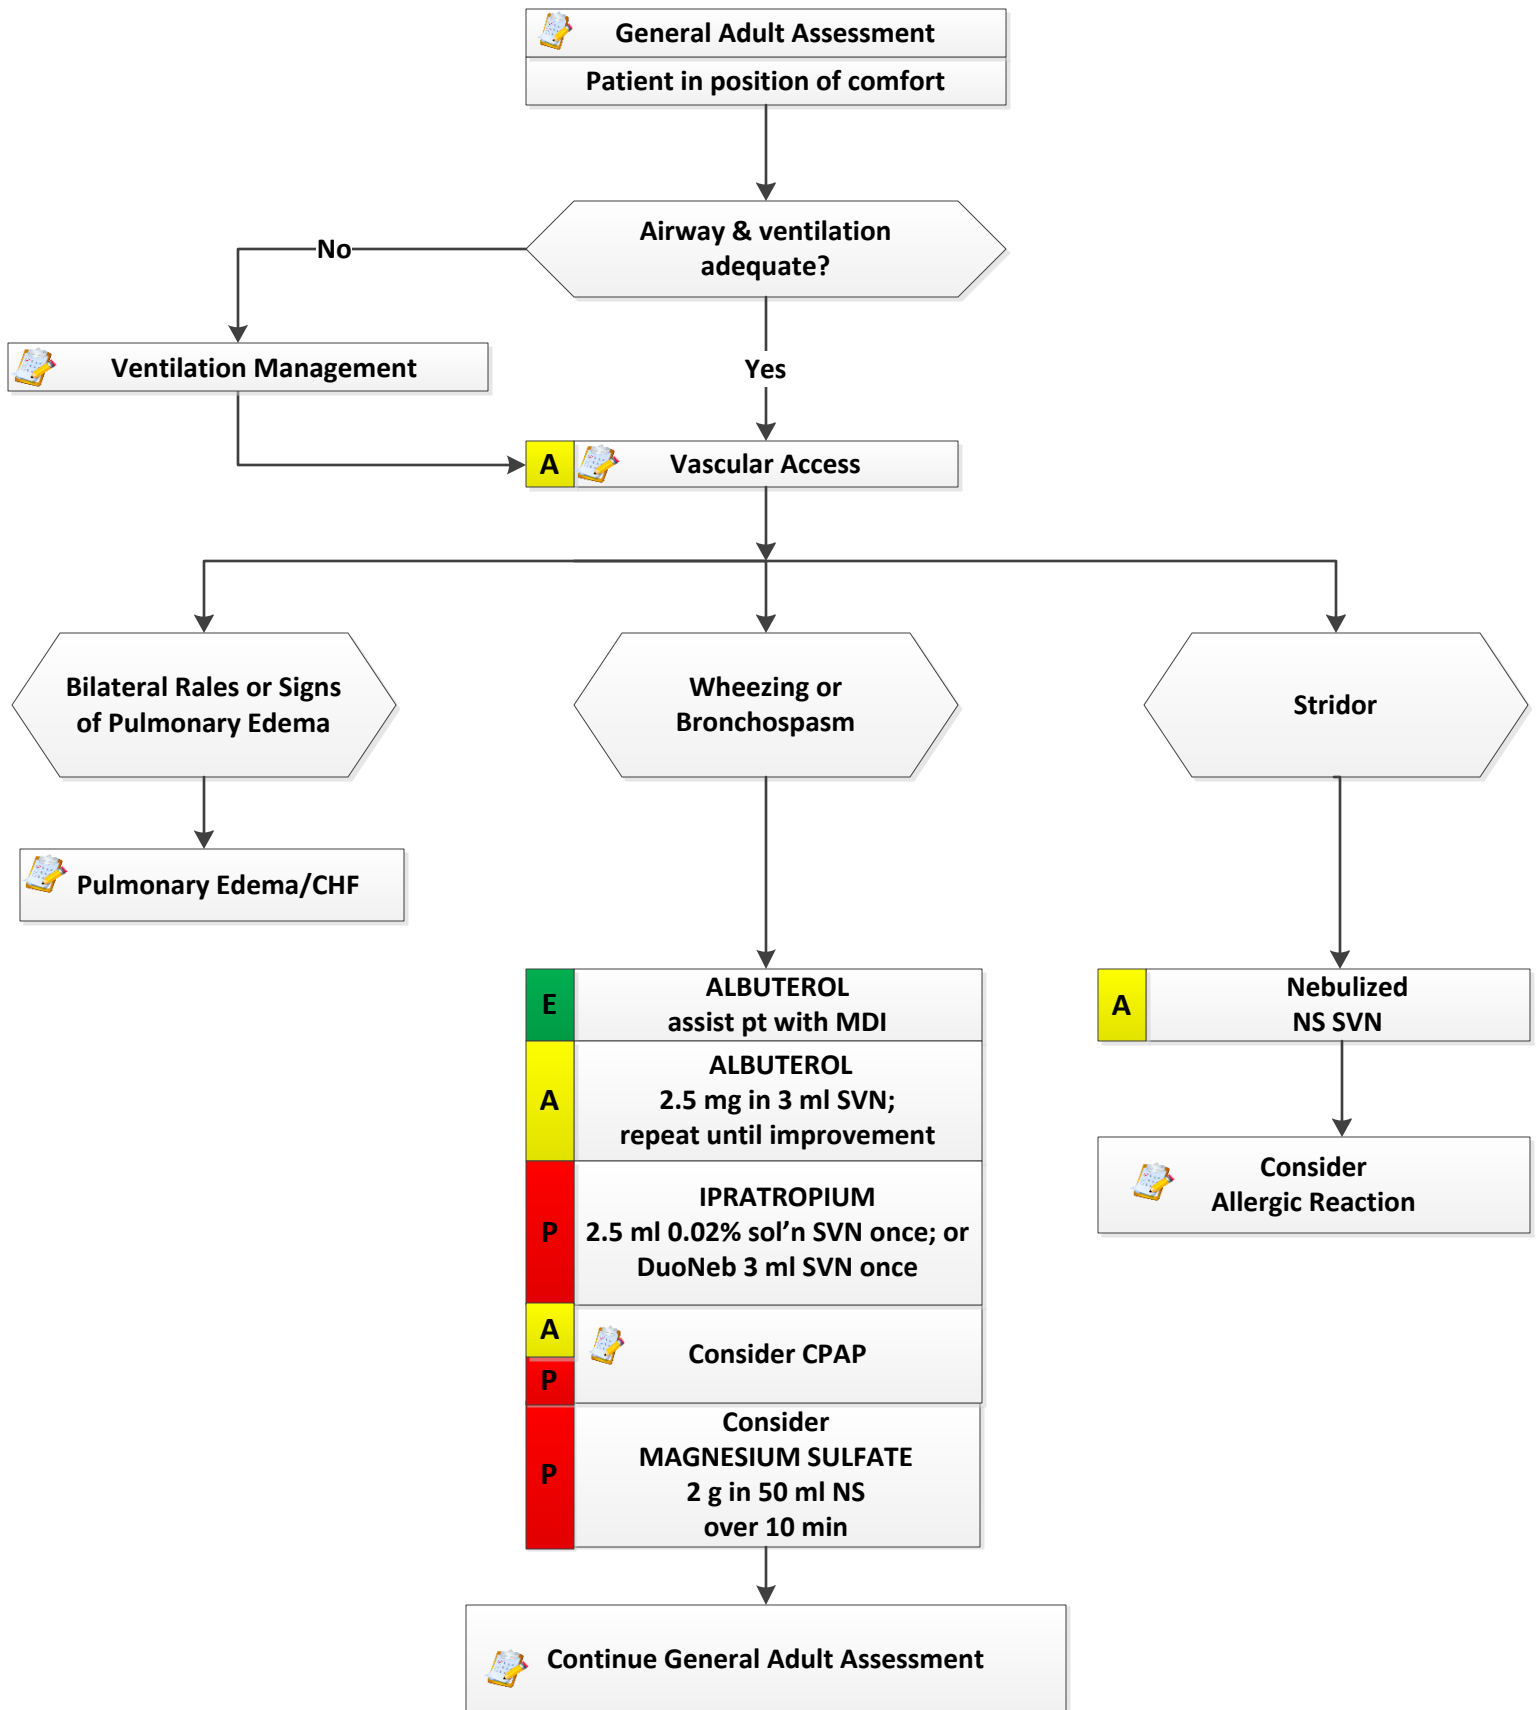 General Adult Assessment
Patient in position of comfort
Airway & ventilation
adequate?
No
Ventilation Management
Yes
A
Vascular Access
Bilateral Rales or Signs
of Pulmonary Edema
Wheezing or
Bronchospasm
Stridor
Pulmonary Edema/CHF
E
ALBUTEROL
assist pt with MDI
A
ALBUTEROL
2.5 mg in 3 ml SVN;
repeat until improvement
P
IPRATROPIUM
2.5 ml 0.02% sol’n SVN once; or
DuoNeb 3 ml SVN once
A
P
Consider CPAP
P
Consider
MAGNESIUM SULFATE
2 g in 50 ml NS
over 10 min
A
Nebulized
NS SVN
Consider
Allergic Reaction
Continue General Adult Assessment